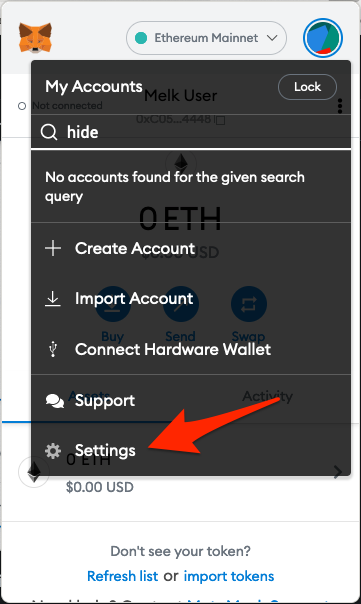 Ethereum Mainnet
My Accounts
Lock
Not connected
Melk User
0xC05...4448
hide
No accounts found for the given search
query
0 ETH
$0.00 USD
Create Account
Import Account
Buy
Send
Swap
Connect Hardware Wallet
Support
Assets
Activity
Settings
0 ETH
$0.00 USD
Don't see your token?
Refresh list or import tokens